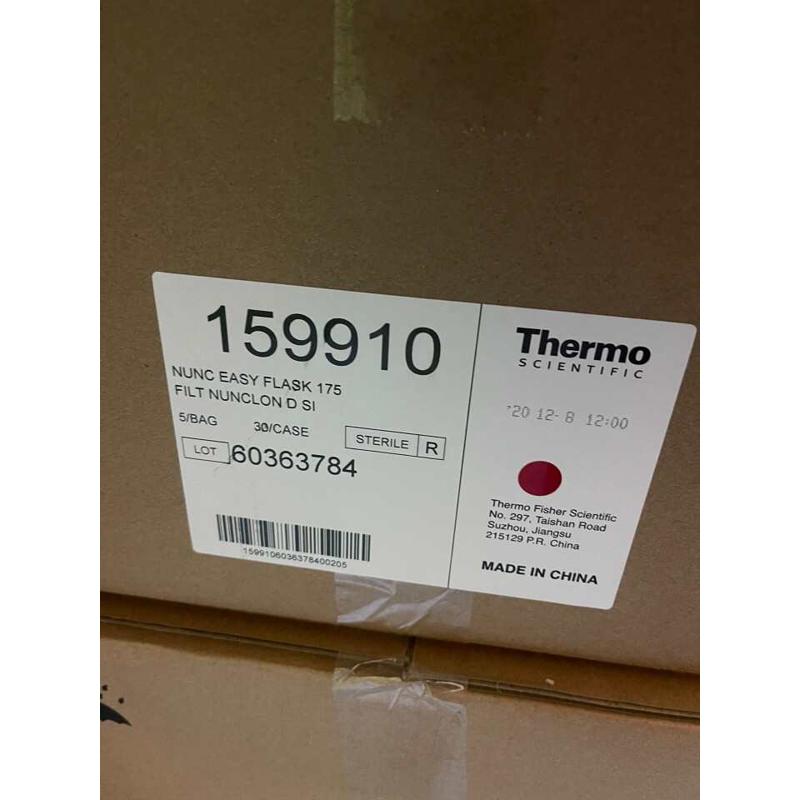 159910
NUNC EASY FLASK 175
FILT NUNCLON D SI
5/BAG 30/CASE
STERILE R
LOT 60363784
1599106036378400205
Thermo
SCIENTIFIC
'20 12- 8 12:00
Thermo Fisher Scientific
No. 297, Taishan Road
Suzhou, Jiangsu
215129 P.R. China
MADE IN CHINA